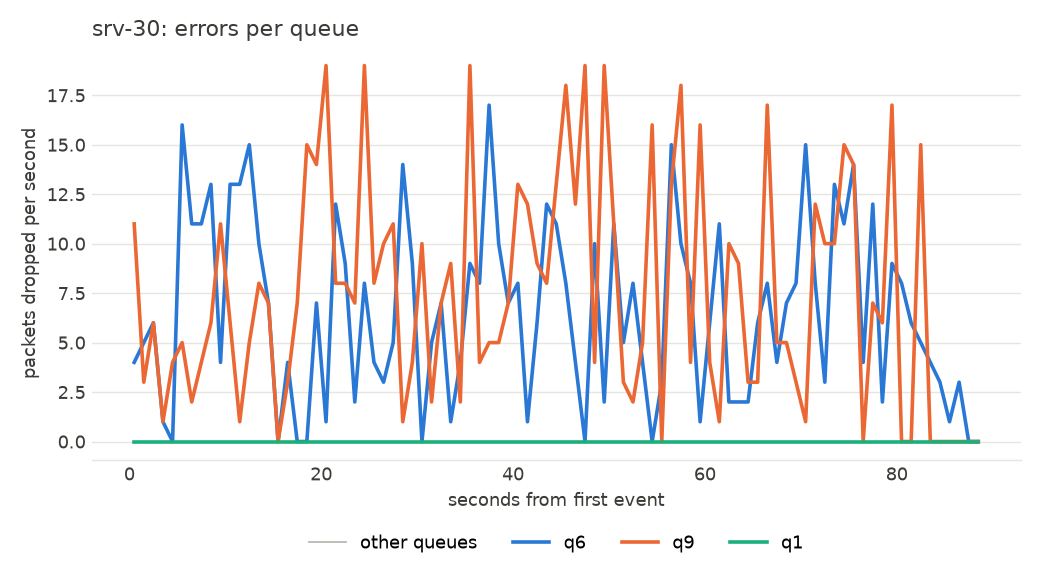 srv-30: errors per queue
packets dropped per second
17.5
15.0
12.5
10.0
7.5
5.0
2.5
0.0
0 20 40 60 80
seconds from first event
other queues q6 q9 q1